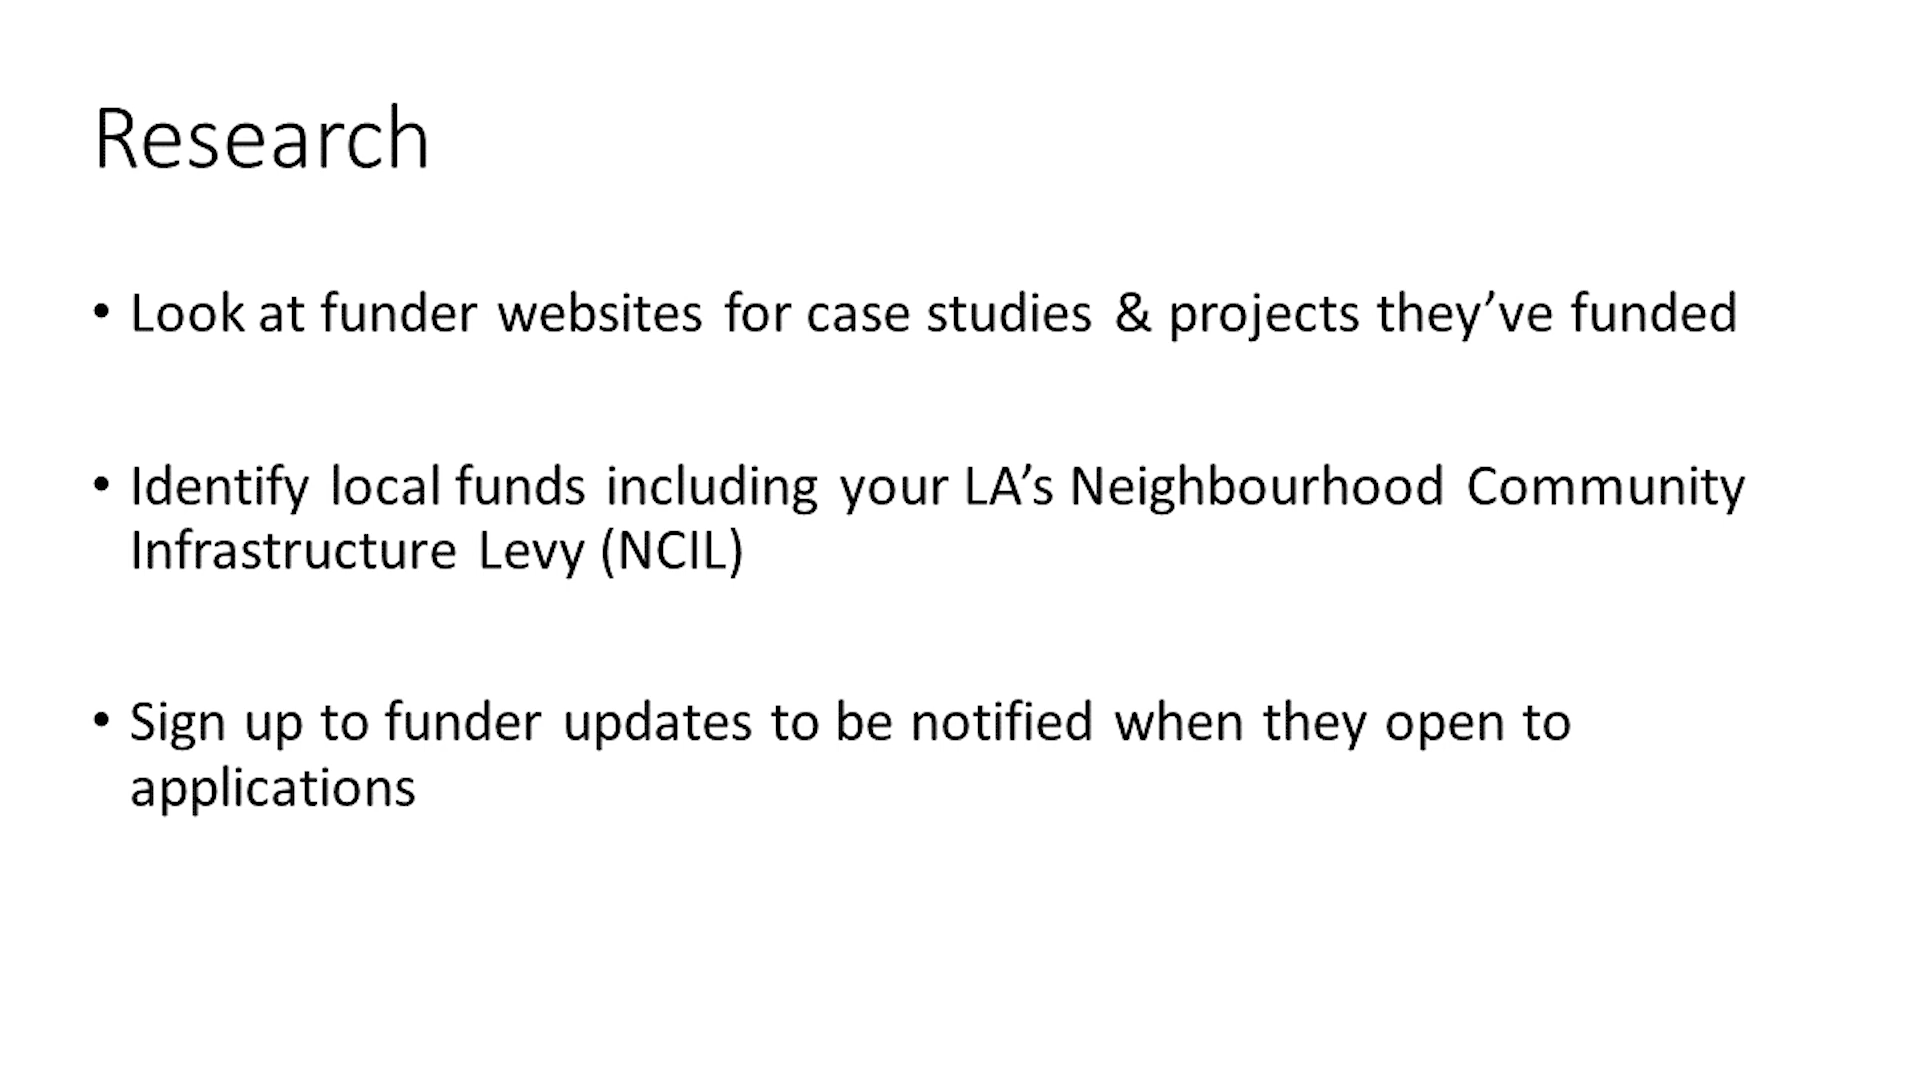 Research
• Look at funder websites for case studies & projects they’ve funded
• Identify local funds including your LA’s Neighbourhood Community
Infrastructure Levy (NCIL)
• Sign up to funder updates to be notified when they open to
applications